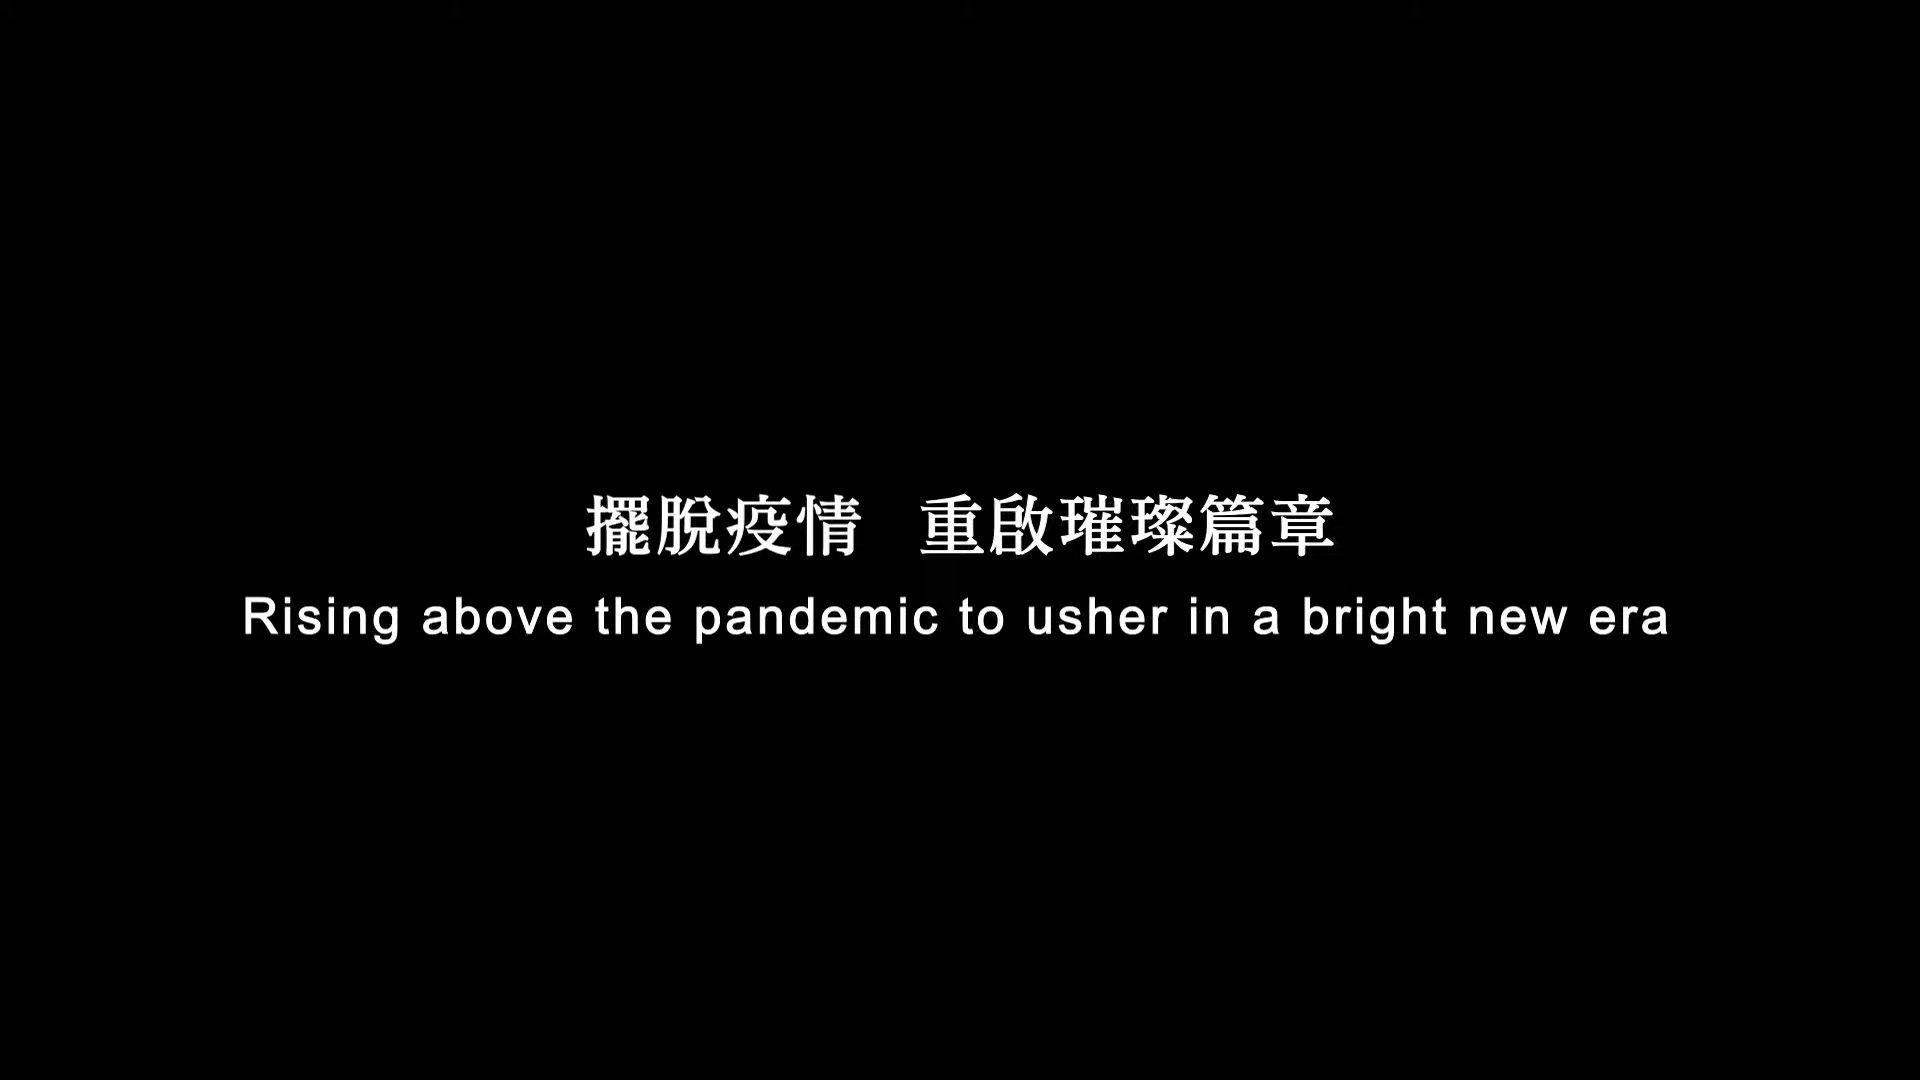 擺脫疫情 重啟璀璨篇章
Rising above the pandemic to usher in a bright new era